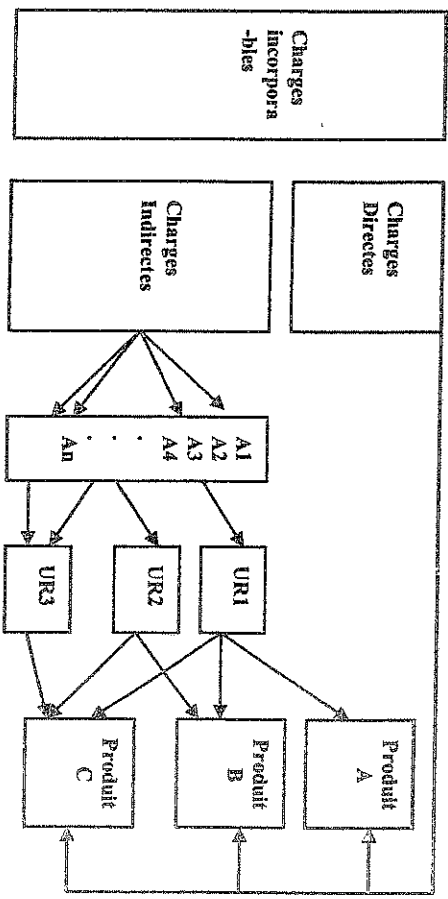 Charges
incorpora
-bles
Charges
Directes
Charges
Indirectes
A1
A2
A3
A4
.
.
.
An
UR1
UR2
UR3
Produit
A
Produit
B
Produit
C